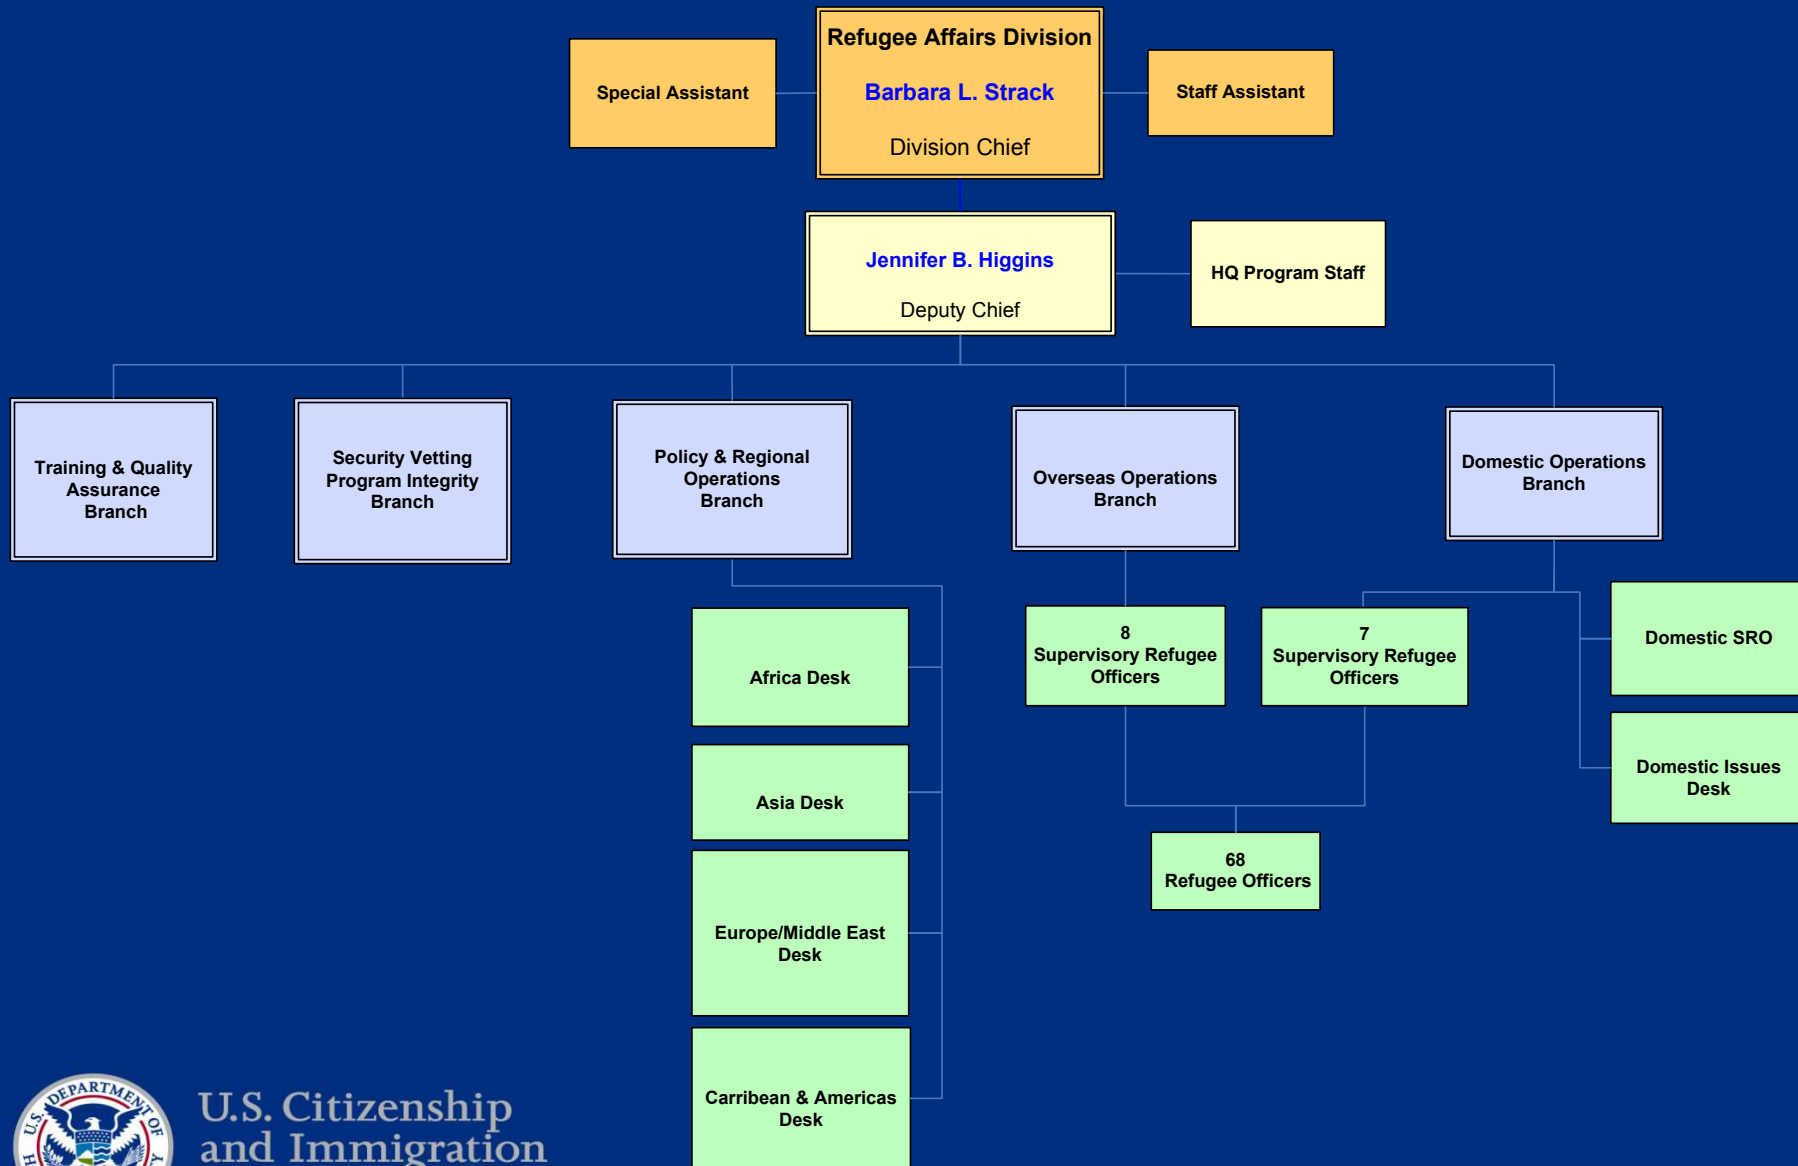 Refugee Affairs Division
Barbara L. Strack
Division Chief
Special Assistant
Staff Assistant
Jennifer B. Higgins
Deputy Chief
HQ Program Staff
Training & Quality
Assurance
Branch
Security Vetting
Program Integrity
Branch
Policy & Regional
Operations
Branch
Overseas Operations
Branch
Domestic Operations
Branch
Africa Desk
Asia Desk
Europe/Middle East
Desk
Carribean & Americas
Desk
8
Supervisory Refugee
Officers
7
Supervisory Refugee
Officers
68
Refugee Officers
Domestic SRO
Domestic Issues
Desk
U.S. DEPARTMENT OF
U.S. Citizenship
and Immigration